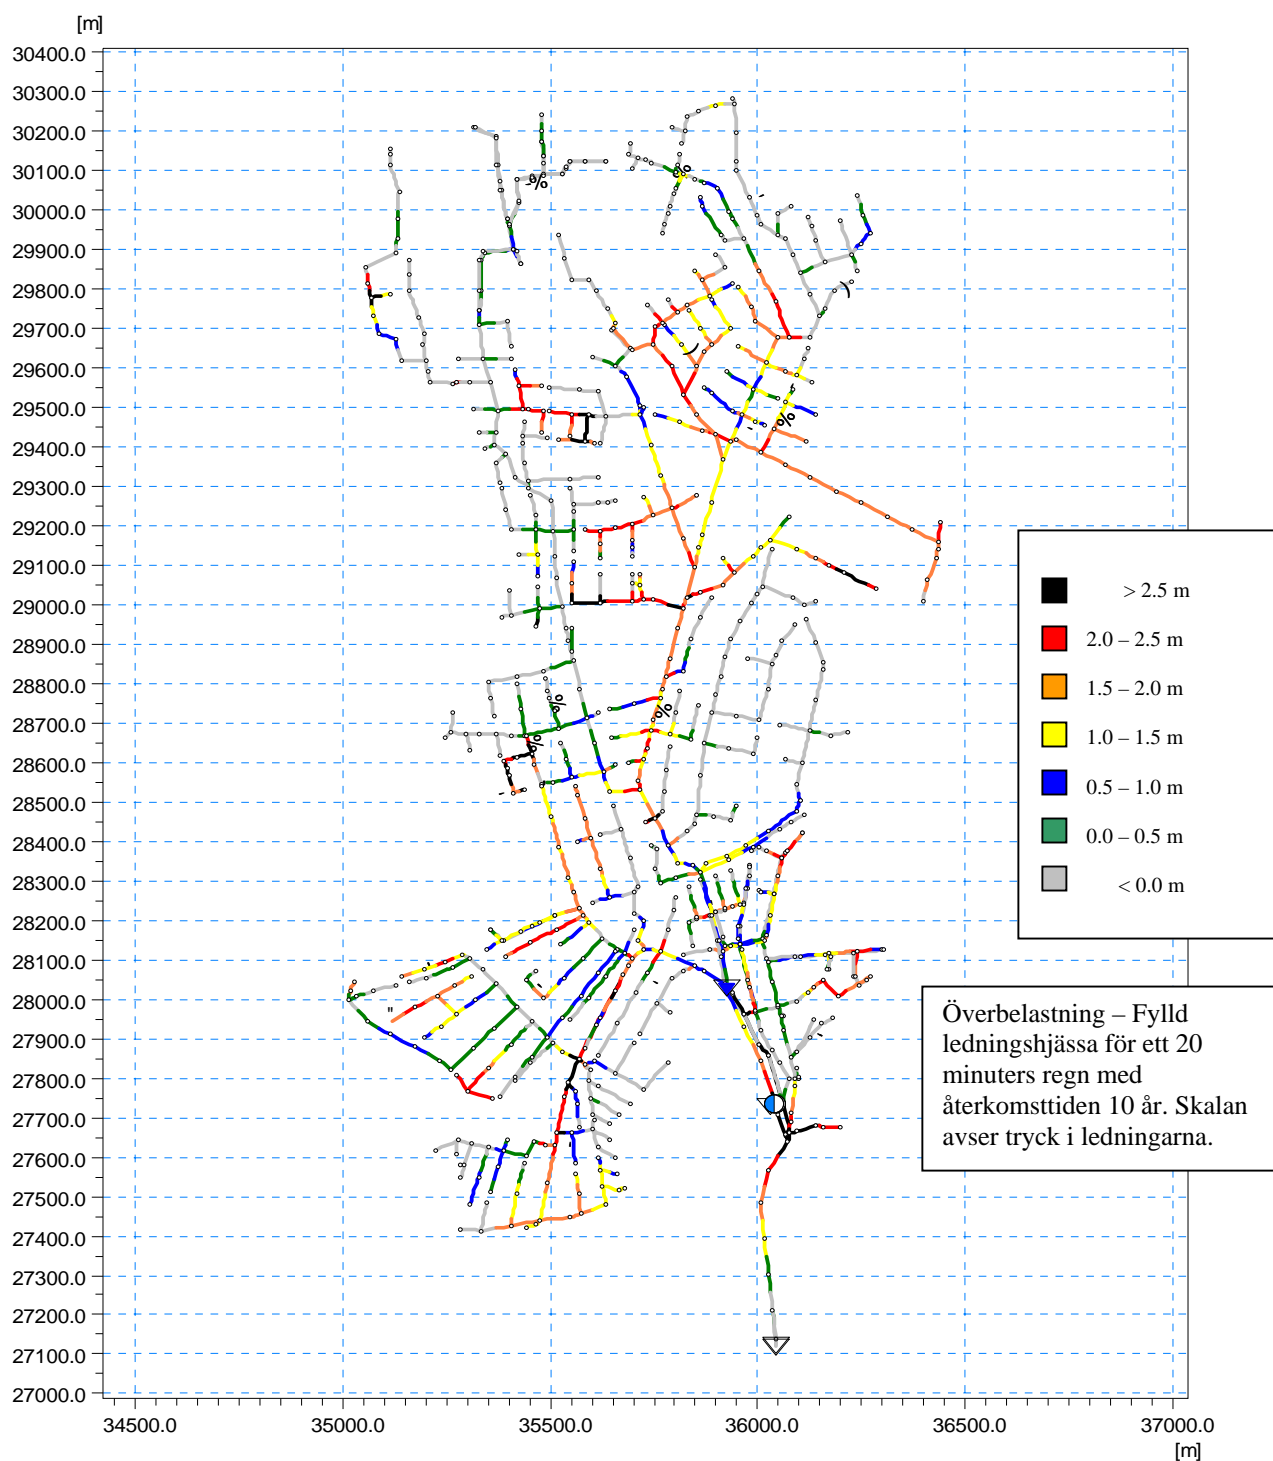 [m]
30400.0
30300.0
30200.0
30100.0
30000.0
29900.0
29800.0
29700.0
29600.0
29500.0
29400.0
29300.0
29200.0
29100.0
29000.0
28900.0
28800.0
28700.0
28600.0
28500.0
28400.0
28300.0
28200.0
28100.0
28000.0
27900.0
27800.0
27700.0
27600.0
27500.0
27400.0
27300.0
27200.0
27100.0
27000.0
34500.0 35000.0 35500.0 36000.0 36500.0 37000.0
[m]
%
%
%
%
%
%
> 2.5 m
2.0 – 2.5 m
1.5 – 2.0 m
1.0 – 1.5 m
0.5 – 1.0 m
0.0 – 0.5 m
< 0.0 m
Överbelastning – Fylld
ledningshjässa för ett 20
minuters regn med
återkomsttiden 10 år. Skalan
avser tryck i ledningarna.